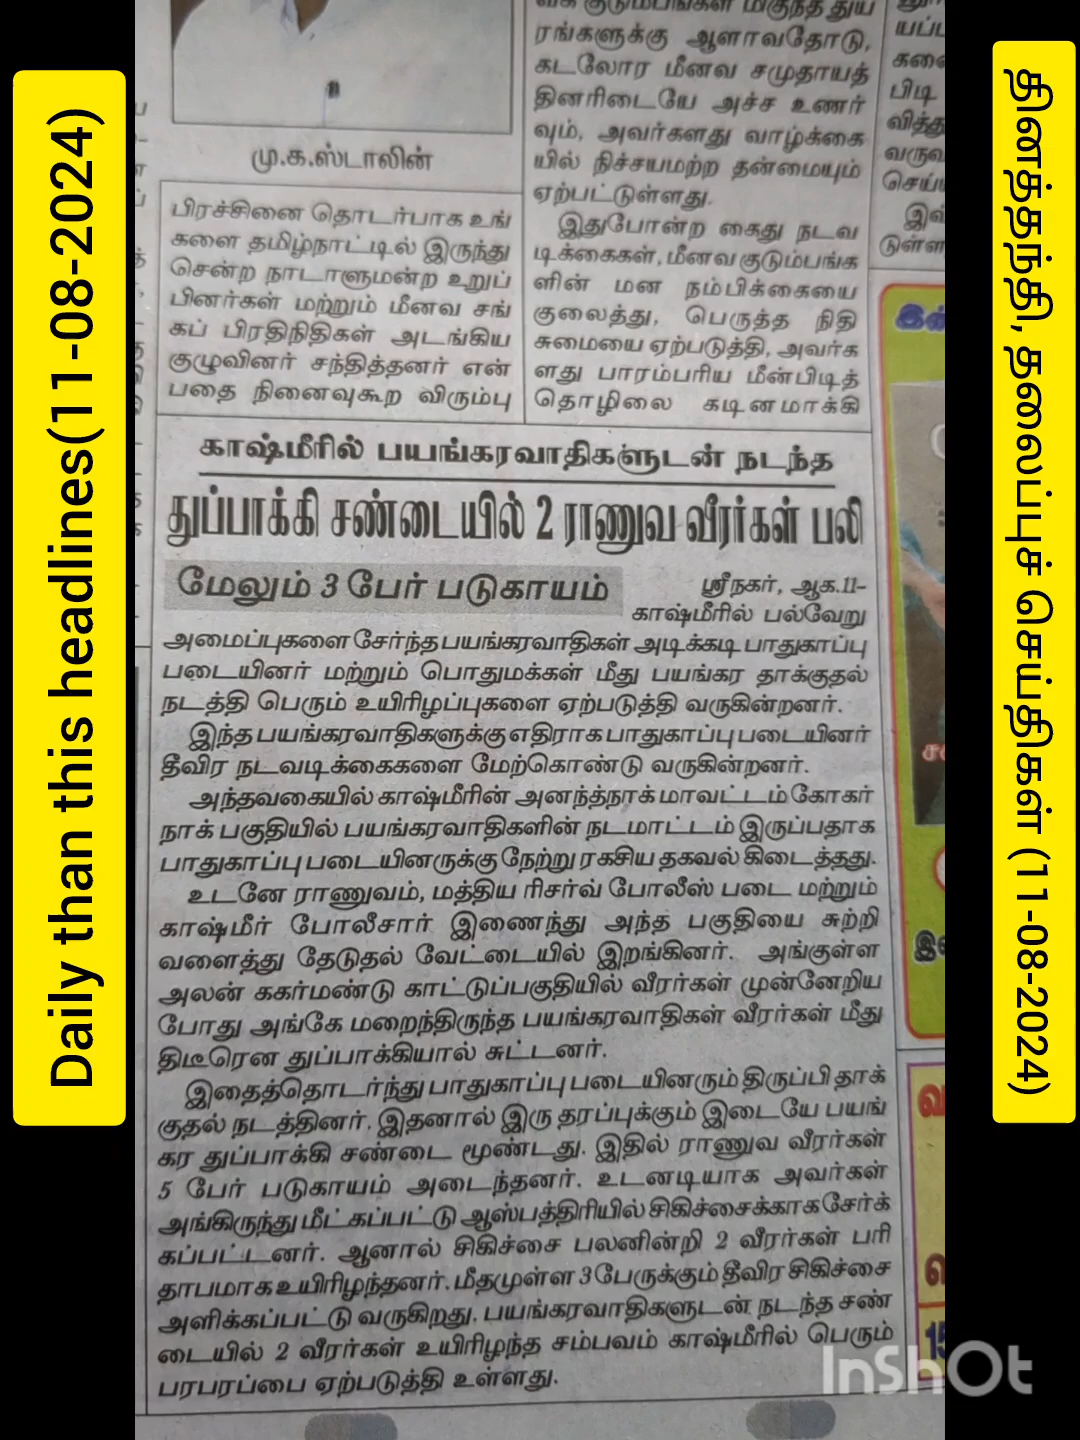 Daily than this headlines(11-08-2024)
தினத்தந்தி, தலைப்புச் செய்திகள் (11-08-2024)
மு.க.ஸ்டாலின்
பிரச்சினை தொடர்பாக உங்
களை தமிழ்நாட்டில் இருந்து
சென்ற நாடாளுமன்ற உறுப்
பினர்கள் மற்றும் மீனவ சங்
கப் பிரதிநிதிகள் அடங்கிய
குழுவினர் சந்தித்தனர் என்
பதை நினைவுகூற விரும்பு
வக் குடும்பங்கள் மிகுந்த துய
ரங்களுக்கு ஆளாவதோடு,
கடலோர மீனவ சமுதாயத்
தினரிடையே அச்ச உணர்
வும், அவர்களது வாழ்க்கை
யில் நிச்சயமற்ற தன்மையும்
ஏற்பட்டுள்ளது.
இதுபோன்ற கைது நடவ
டிக்கைகள், மீனவ குடும்பங்க
ளின் மன நம்பிக்கையை
குலைத்து, பெருத்த நிதி
சுமையை ஏற்படுத்தி, அவர்க
ளது பாரம்பரிய மீன்பிடித்
தொழிலை கடினமாக்கி
காஷ்மீரில் பயங்கரவாதிகளுடன் நடந்த
துப்பாக்கி சண்டையில் 2 ராணுவ வீரர்கள் பலி
மேலும் 3 பேர் படுகாயம்
ஸ்ரீநகர், ஆக.11-
காஷ்மீரில் பல்வேறு
அமைப்புகளை சேர்ந்த பயங்கரவாதிகள் அடிக்கடி பாதுகாப்பு
படையினர் மற்றும் பொதுமக்கள் மீது பயங்கர தாக்குதல்
நடத்தி பெரும் உயிரிழப்புகளை ஏற்படுத்தி வருகின்றனர்.
இந்த பயங்கரவாதிகளுக்கு எதிராக பாதுகாப்பு படையினர்
தீவிர நடவடிக்கைகளை மேற்கொண்டு வருகின்றனர்.
அந்தவகையில் காஷ்மீரின் அனந்த்நாக் மாவட்டம் கோகர்
நாக் பகுதியில் பயங்கரவாதிகளின் நடமாட்டம் இருப்பதாக
பாதுகாப்பு படையினருக்கு நேற்று ரகசிய தகவல் கிடைத்தது.
உடனே ராணுவம், மத்திய ரிசர்வ் போலீஸ் படை மற்றும்
காஷ்மீர் போலீசார் இணைந்து அந்த பகுதியை சுற்றி
வளைத்து தேடுதல் வேட்டையில் இறங்கினர். அங்குள்ள
அலன் ககர்மண்டு காட்டுப்பகுதியில் வீரர்கள் முன்னேறிய
போது அங்கே மறைந்திருந்த பயங்கரவாதிகள் வீரர்கள் மீது
திடீரென துப்பாக்கியால் சுட்டனர்.
இதைத்தொடர்ந்து பாதுகாப்பு படையினரும் திருப்பி தாக்
குதல் நடத்தினர். இதனால் இரு தரப்புக்கும் இடையே பயங்
கர துப்பாக்கி சண்டை மூண்டது. இதில் ராணுவ வீரர்கள்
5 பேர் படுகாயம் அடைந்தனர். உடனடியாக அவர்கள்
அங்கிருந்து மீட்கப்பட்டு ஆஸ்பத்திரியில் சிகிச்சைக்காக சேர்க்
கப்பட்டனர். ஆனால் சிகிச்சை பலனின்றி 2 வீரர்கள் பரி
தாபமாக உயிரிழந்தனர். மீதமுள்ள 3 பேருக்கும் தீவிர சிகிச்சை
அளிக்கப்பட்டு வருகிறது. பயங்கரவாதிகளுடன் நடந்த சண்
டையில் 2 வீரர்கள் உயிரிழந்த சம்பவம் காஷ்மீரில் பெரும்
பரபரப்பை ஏற்படுத்தி உள்ளது.
InShOt